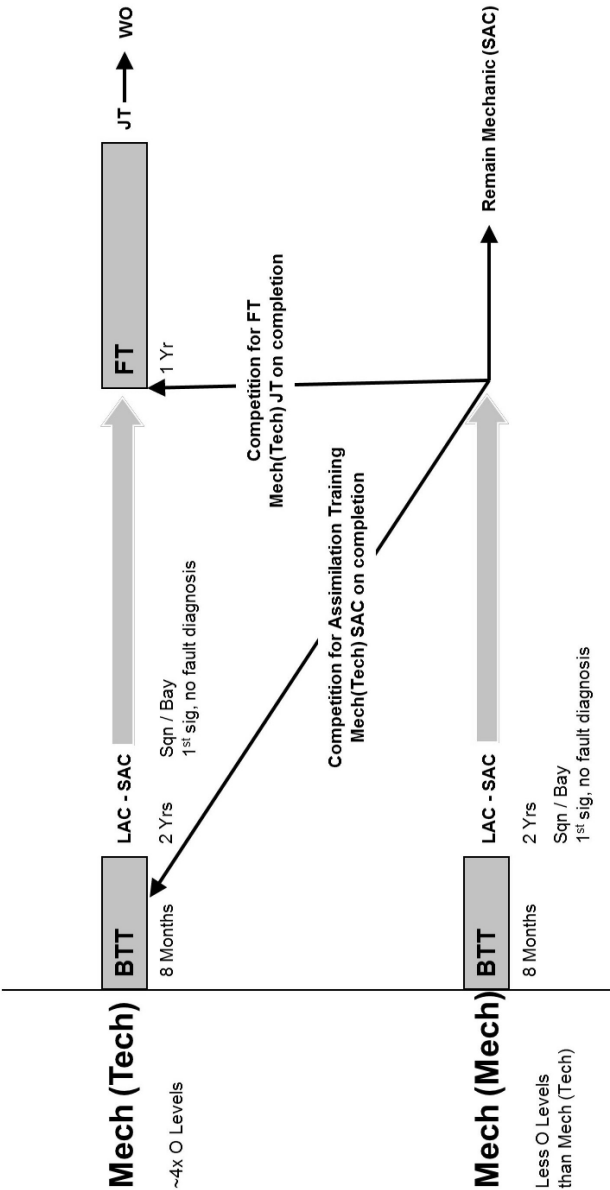 Mech (Tech)
~4x O Levels
BTT
8 Months
LAC - SAC
2 Yrs
Sqn / Bay
1st sig, no fault diagnosis
FT
1 Yr
JT
WO
Competition for FT
Mech(Tech) JT on completion
Competition for Assimilation Training
Mech(Tech) SAC on completion
Mech (Mech)
Less O Levels
than Mech (Tech)
BTT
8 Months
LAC - SAC
2 Yrs
Sqn / Bay
1st sig, no fault diagnosis
Remain Mechanic (SAC)